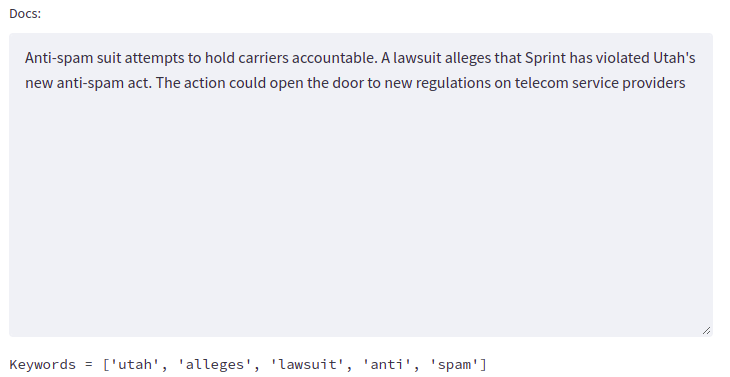 Docs:
Anti-spam suit attempts to hold carriers accountable. A lawsuit alleges that Sprint has violated Utah's
new anti-spam act. The action could open the door to new regulations on telecom service providers
Keywords = ['utah', 'alleges', 'lawsuit', 'anti', 'spam']